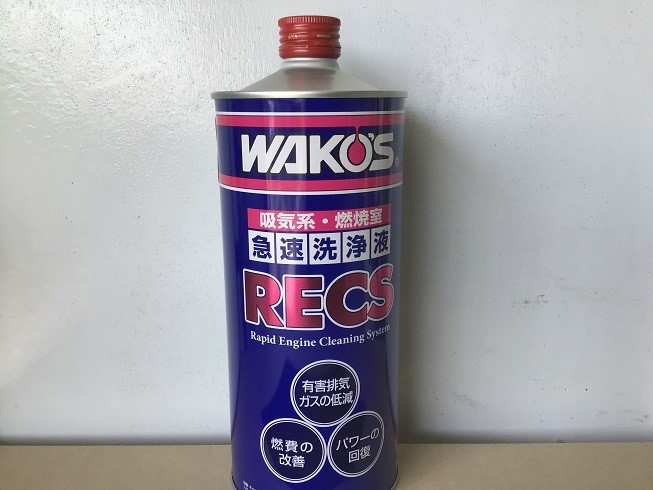 WAKO'S®
吸気系・燃焼室
急速洗浄液
RECS
Rapid Engine Cleaning System
有害排気
ガスの低減
燃費の
改善
パワーの
回復